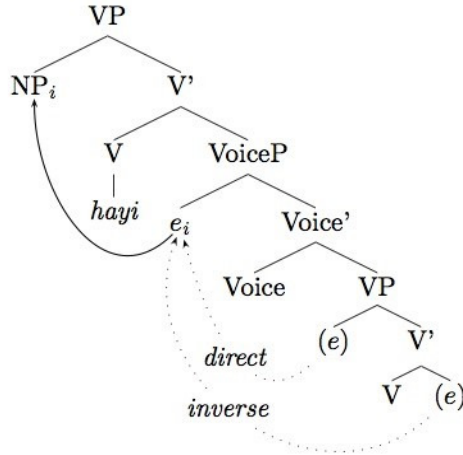 VP
NPᵢ V’
V VoiceP
hayi eᵢ Voice’
Voice VP
direct (e) V’
inverse V (e)